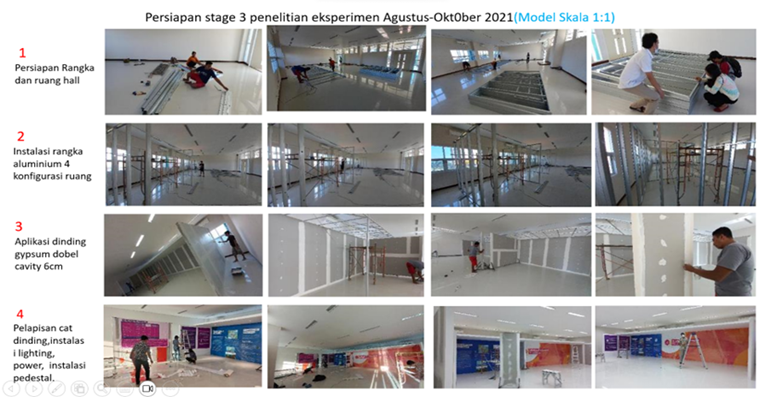 Persiapan stage 3 penelitian eksperimen Agustus-Okt0ber 2021(Model Skala 1:1)
1
Persiapan Rangka
dan ruang hall
2
Instalasi rangka
aluminium 4
konfigurasi ruang
3
Aplikasi dinding
gypsum dobel
cavity 6cm
4
Pelapisan cat
dinding,instalas
i lighting,
power, instalasi
pedestal.